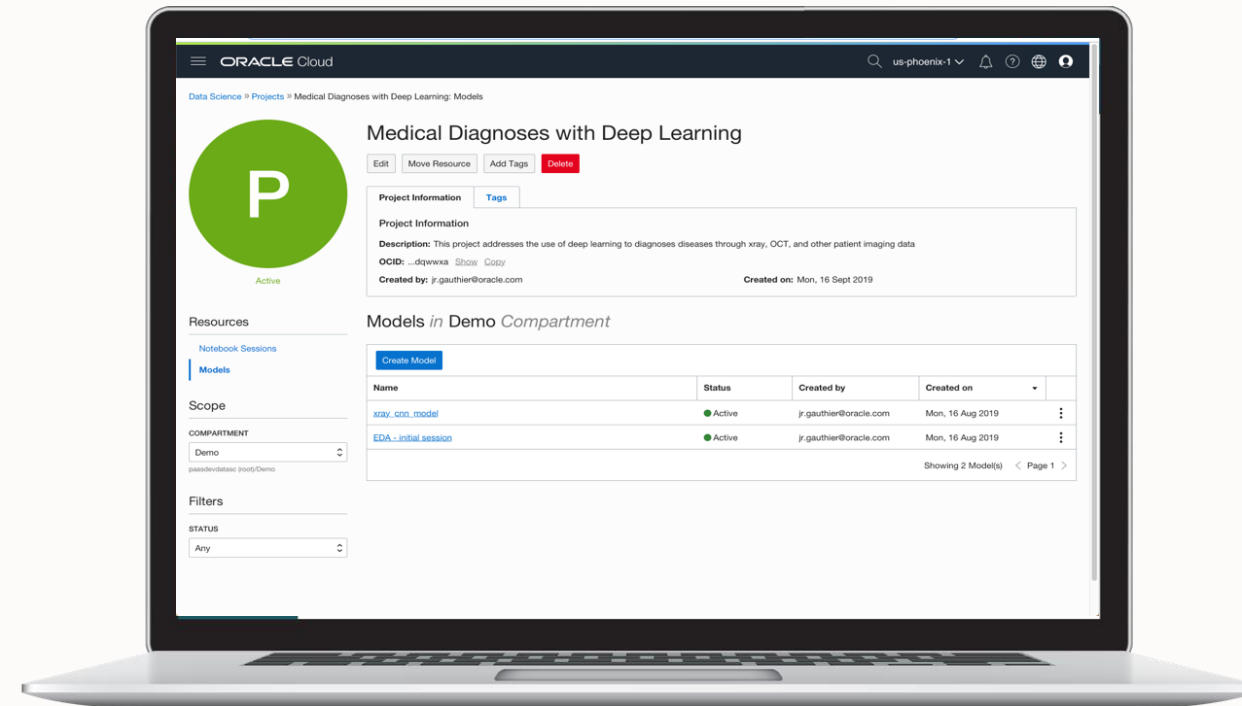 ORACLE Cloud
us-phoenix-1
Data Science » Projects » Medical Diagnoses with Deep Learning: Models
P
Active
Medical Diagnoses with Deep Learning
Edit Move Resource Add Tags Delete
Project Information Tags
Project Information
Description: This project addresses the use of deep learning to diagnoses diseases through xray, OCT, and other patient imaging data
OCID: ...dqwwxa Show Copy
Created by: jr.gauthier@oracle.com Created on: Mon, 16 Sept 2019
Resources
Notebook Sessions
Models
Scope
COMPARTMENT
Demo
paasdevdatasc (root)/Demo
Filters
STATUS
Any
Models in Demo Compartment
Create Model
Name Status Created by Created on
xray_cnn_model Active jr.gauthier@oracle.com Mon, 16 Aug 2019
EDA - initial session Active jr.gauthier@oracle.com Mon, 16 Aug 2019
Showing 2 Model(s) < Page 1 >